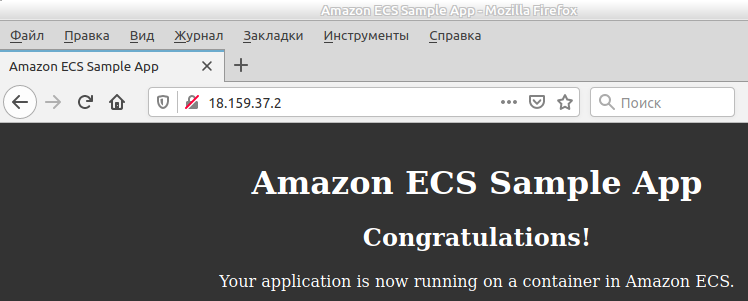 Amazon ECS Sample App - Mozilla Firefox
Файл Правка Вид Журнал Закладки Инструменты Справка
Amazon ECS Sample App
18.159.37.2 Поиск
Amazon ECS Sample App
Congratulations!
Your application is now running on a container in Amazon ECS.